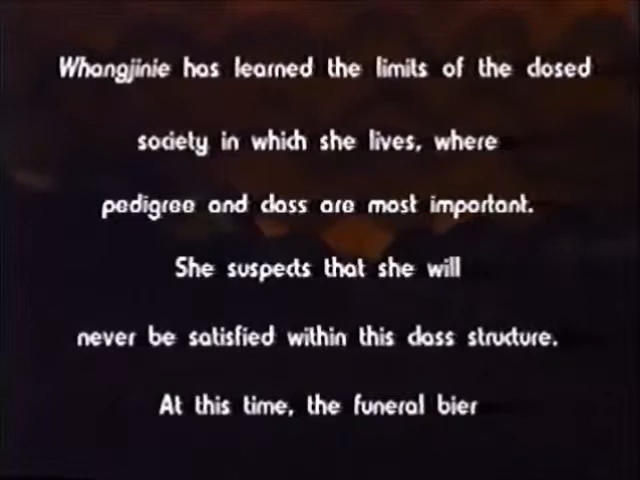 Whangjinie has learned the limits of the closed
society in which she lives, where
pedigree and class are most important.
She suspects that she will
never be satisfied within this class structure.
At this time, the funeral bier